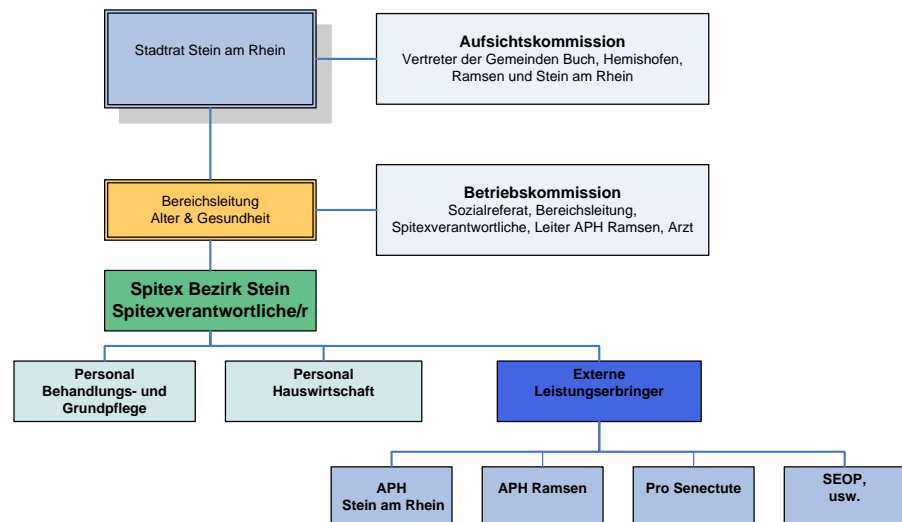 Stadtrat Stein am Rhein
Aufsichtskommission
Vertreter der Gemeinden Buch, Hemishofen,
Ramsen und Stein am Rhein
Bereichsleitung
Alter & Gesundheit
Betriebskommission
Sozialreferat, Bereichsleitung,
Spitexverantwortliche, Leiter APH Ramsen, Arzt
Spitex Bezirk Stein
Spitexverantwortliche/r
Personal
Behandlungs- und
Grundpflege
Personal
Hauswirtschaft
Externe
Leistungserbringer
APH
Stein am Rhein
APH Ramsen
Pro Senectute
SEOP,
usw.